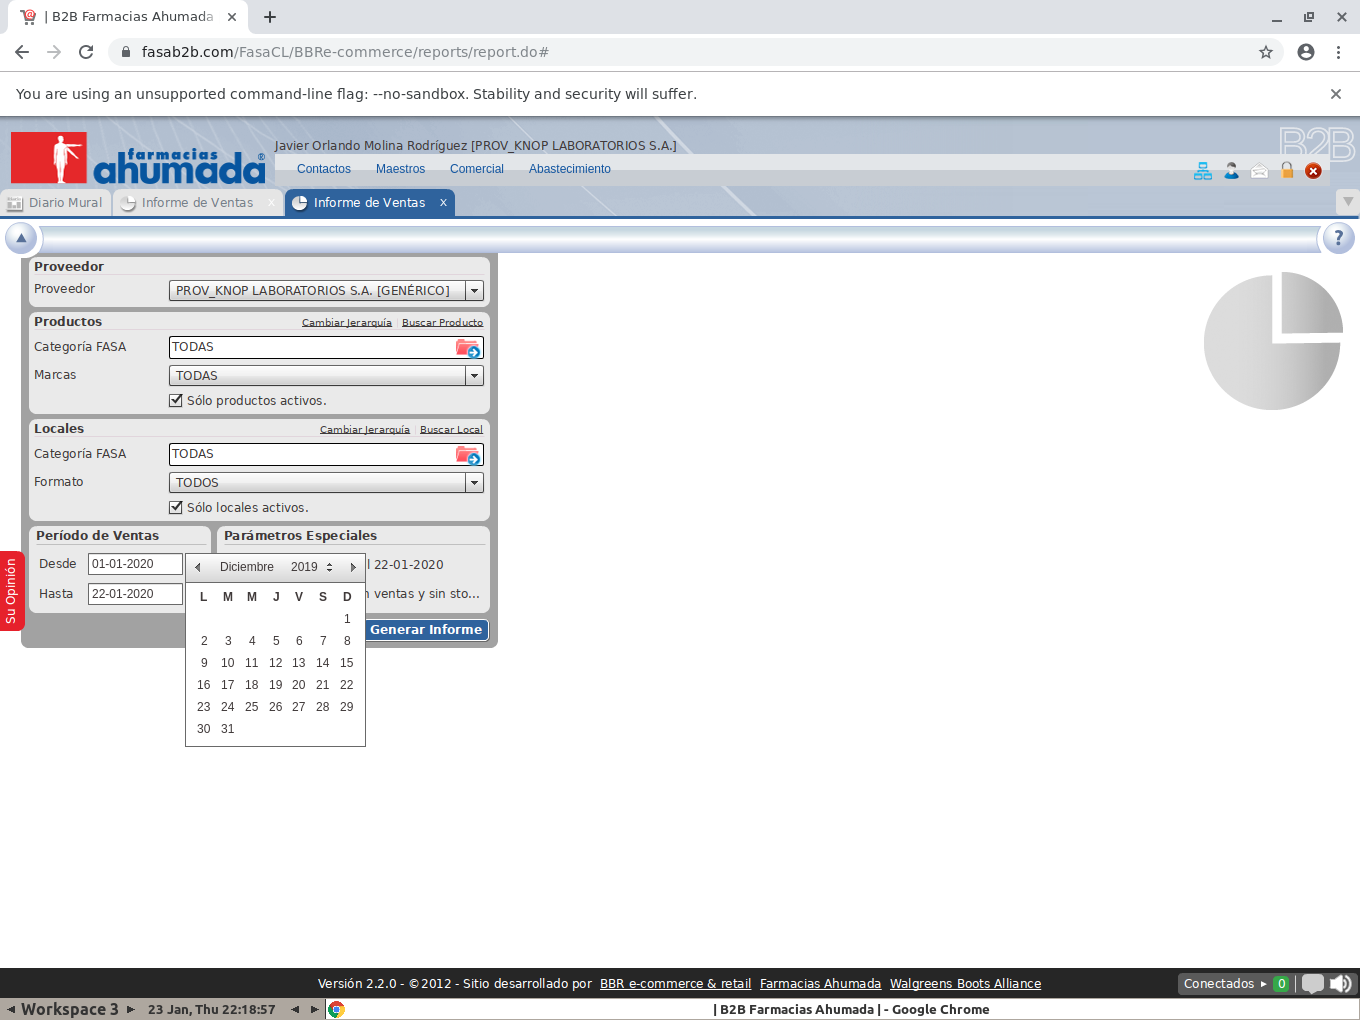 | B2B Farmacias Ahumada
fasab2b.com/FasaCL/BBRe-commerce/reports/report.do#
You are using an unsupported command-line flag: --no-sandbox. Stability and security will suffer.
farmacias
ahumada®
Javier Orlando Molina Rodríguez [PROV_KNOP LABORATORIOS S.A.]
B2B
Contactos Maestros Comercial Abastecimiento
Diario Mural
Informe de Ventas X
Informe de Ventas X
?
Proveedor
Proveedor PROV_KNOP LABORATORIOS S.A. [GENÉRICO]
Productos Cambiar Jerarquía | Buscar Producto
Categoría FASA TODAS
Marcas TODAS
Sólo productos activos.
Locales Cambiar Jerarquía | Buscar Local
Categoría FASA TODAS
Formato TODOS
Sólo locales activos.
Período de Ventas Parámetros Especiales
Desde 01-01-2020 l 22-01-2020
Hasta 22-01-2020 n ventas y sin sto...
Generar Informe
Su Opinión
Diciembre 2019
L M M J V S D
1
2 3 4 5 6 7 8
9 10 11 12 13 14 15
16 17 18 19 20 21 22
23 24 25 26 27 28 29
30 31
Versión 2.2.0 - ©2012 - Sitio desarrollado por BBR e-commerce & retail Farmacias Ahumada Walgreens Boots Alliance
Conectados 0
Workspace 3 23 Jan, Thu 22:18:57 | B2B Farmacias Ahumada | - Google Chrome